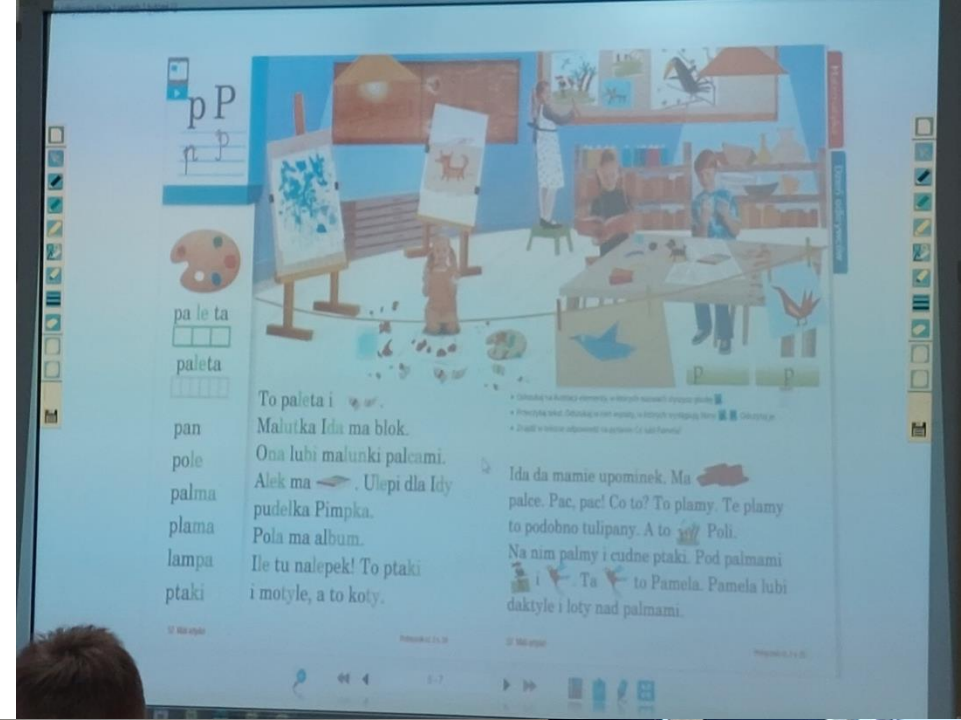 p P
p P
pa le ta
paleta
pan
pole
palma
plama
lampa
ptaki
To paleta i
Malutka Ida ma blok.
Ona lubi malunki palcami.
Alek ma . Ulepi dla Idy
pudelka Pimpka.
Pola ma album.
Ile tu nalepek! To ptaki
i motyle, a to koty.
P
P
Ida da mamie upominek. Ma
palce. Pac, pac! Co to? To plamy. Te plamy
to podobno tulipany. A to Poli.
Na nim palmy i cudne ptaki. Pod palmami
i . Ta to Pamela. Pamela lubi
daktyle i loty nad palmami.